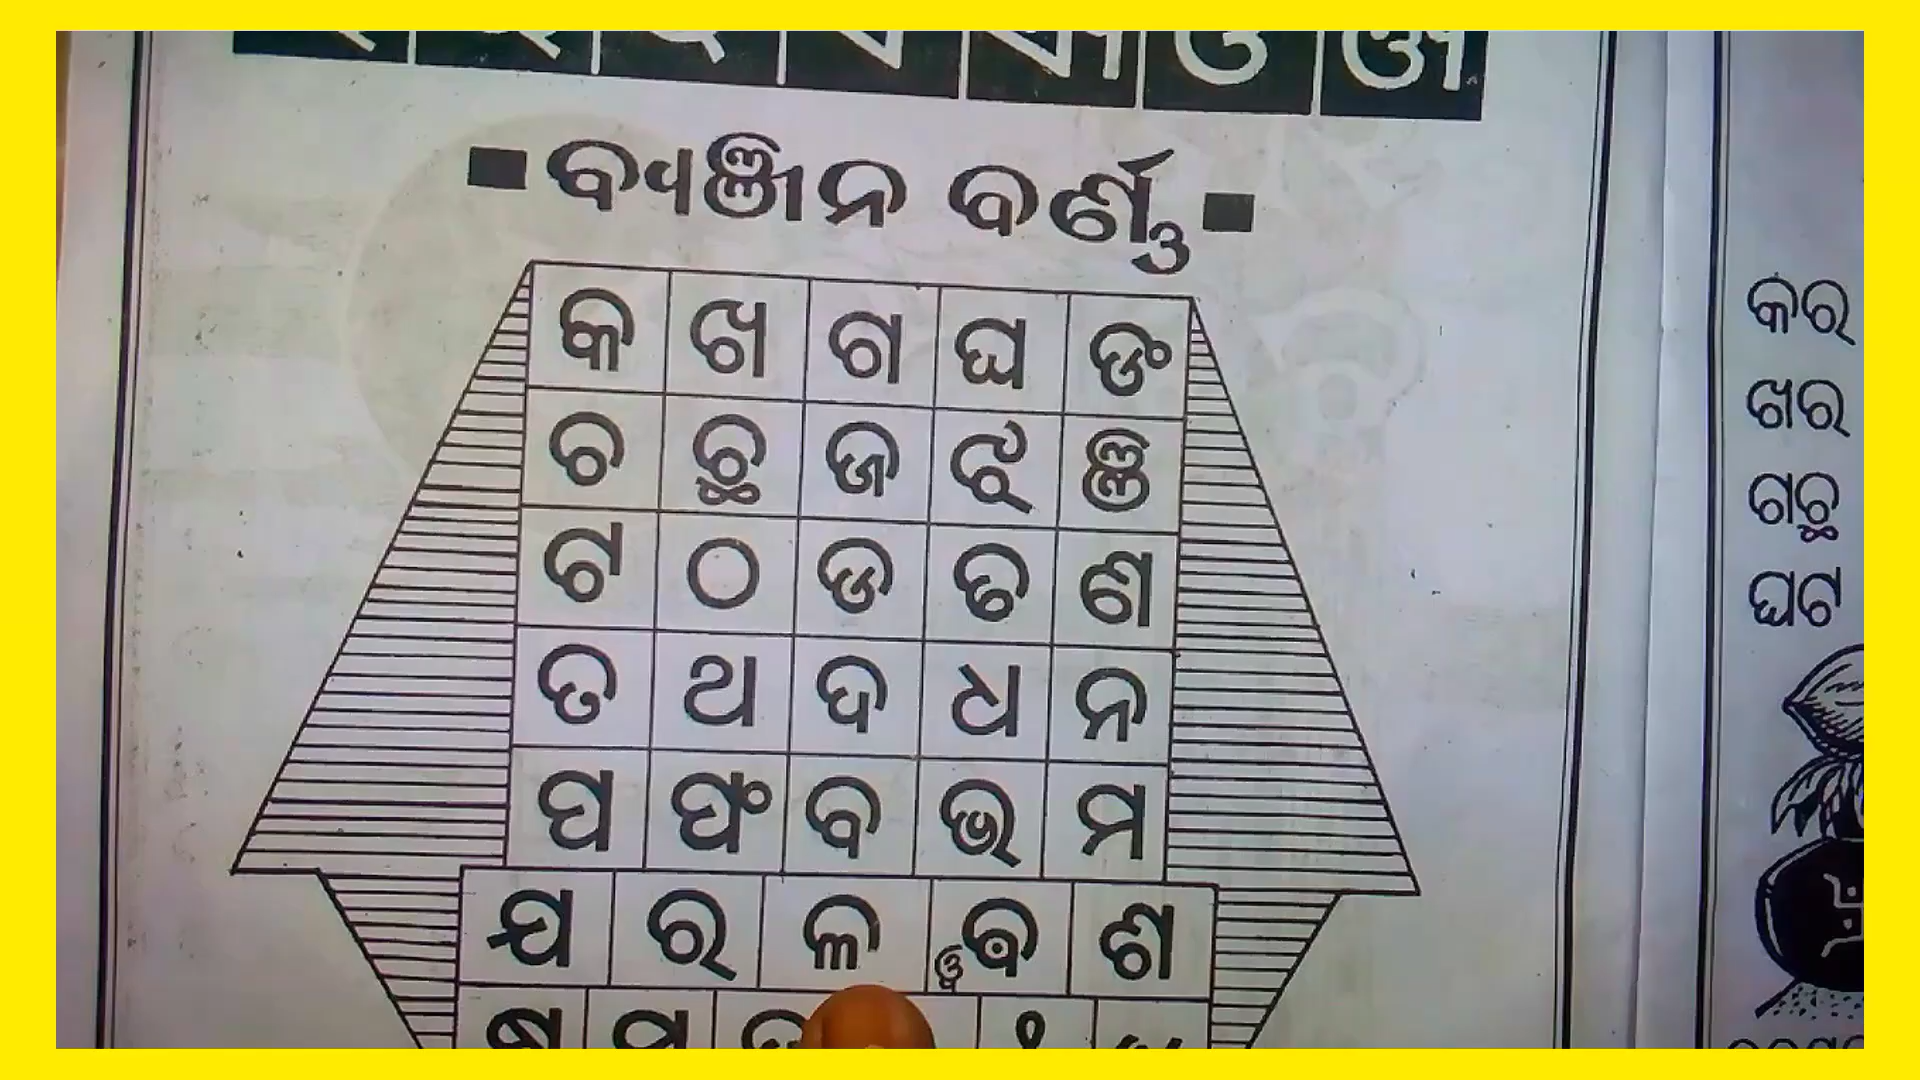 ଓ ଔ
ବ୍ୟଞ୍ଜନ ବର୍ଣ୍ଣ
କ ଖ ଗ ଘ ଙ
ଚ ଛ ଜ ଝ ଞ
ଟ ଠ ଡ ଢ ଣ
ତ ଥ ଦ ଧ ନ
ପ ଫ ବ ଭ ମ
ଯ ର ଳ ଵ ଶ
କର
ଖର
ଗଛ
ଘଟ